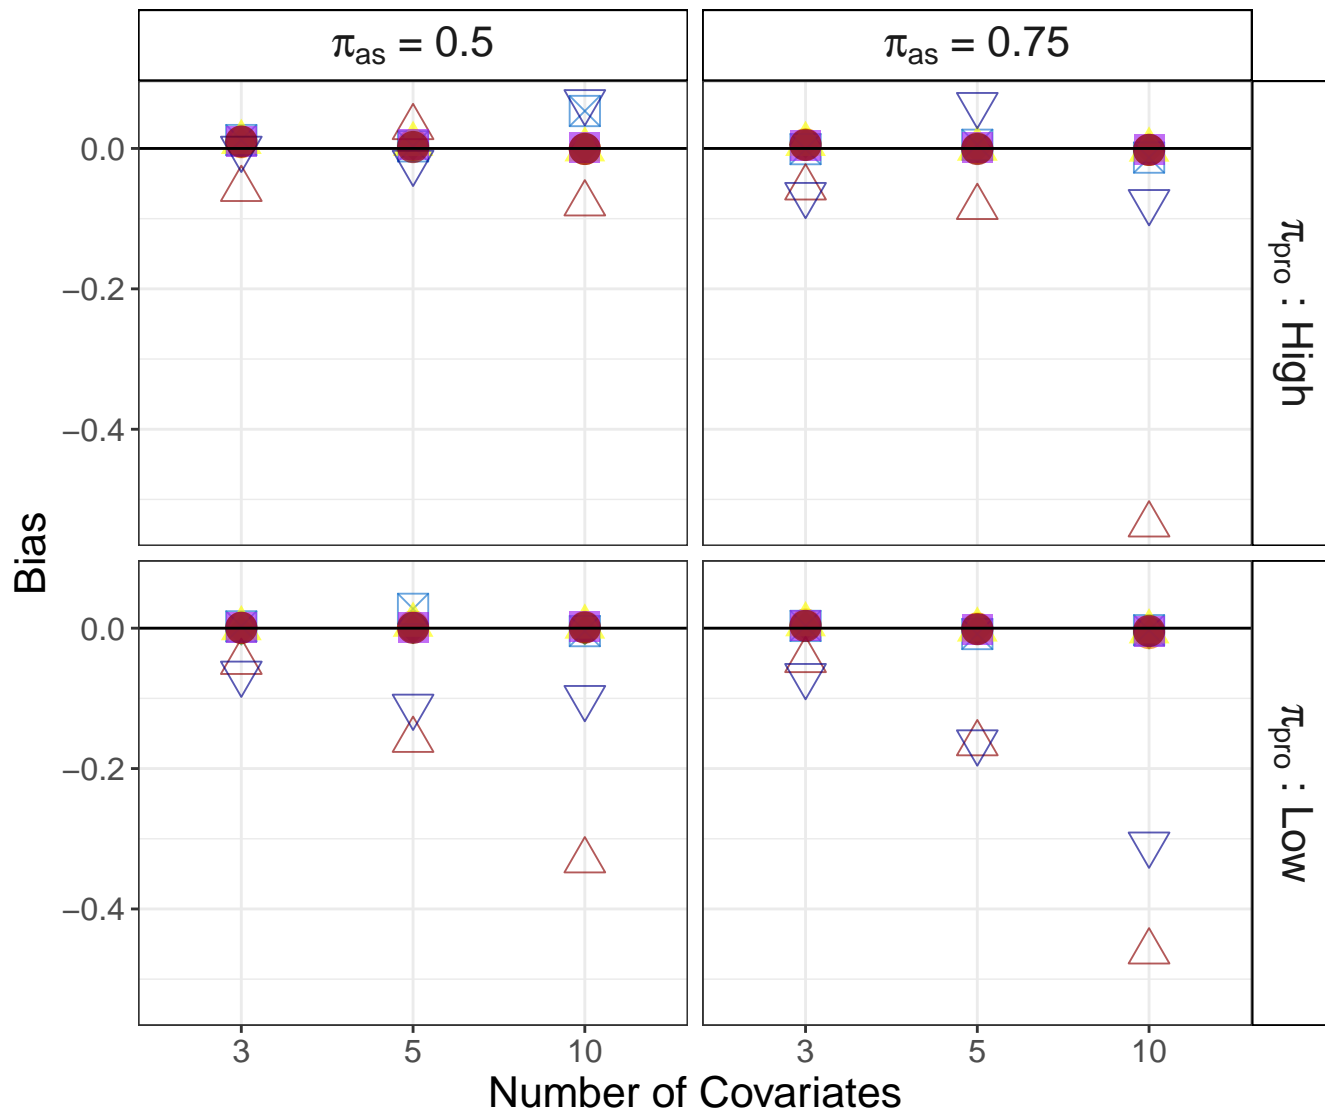 π_as = 0.5
π_as = 0.75
0.0
−0.2
−0.4
π_pro : High
Bias
0.0
−0.2
−0.4
π_pro : Low
3 5 10
3 5 10
Number of Covariates